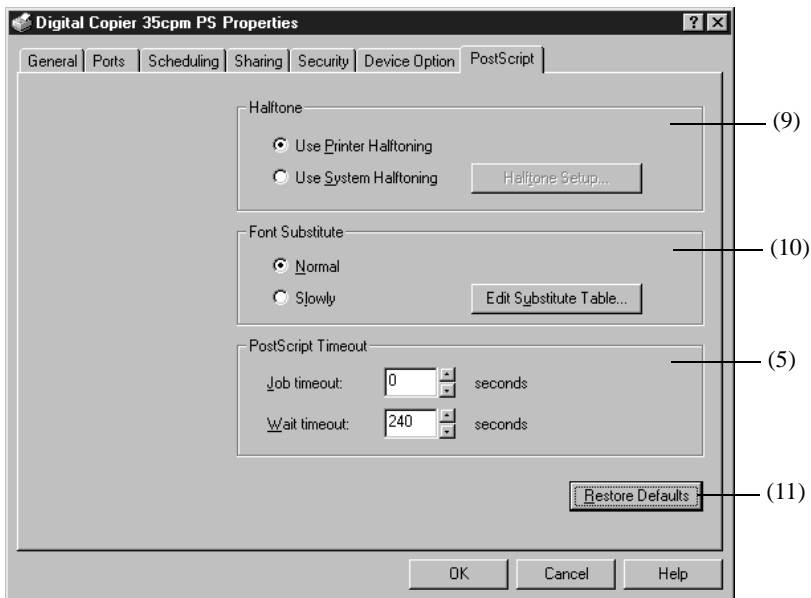 Digital Copier 35cpm PS Properties
General Ports Scheduling Sharing Security Device Option PostScript
Halftone
(9)
Use Printer Halftoning
Use System Halftoning Halftone Setup...
Font Substitute
(10)
Normal
Slowly Edit Substitute Table...
PostScript Timeout
(5)
Job timeout: 0 seconds
Wait timeout: 240 seconds
Restore Defaults (11)
OK Cancel Help